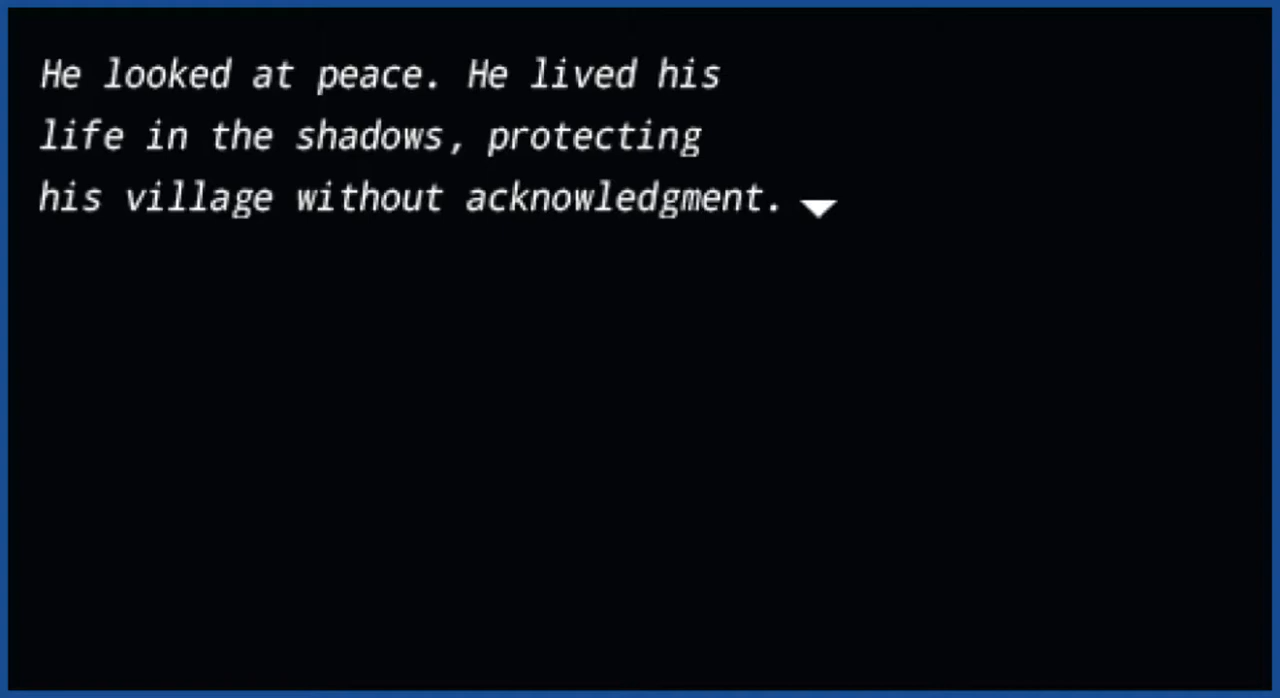 He looked at peace. He lived his
life in the shadows, protecting
his village without acknowledgment.